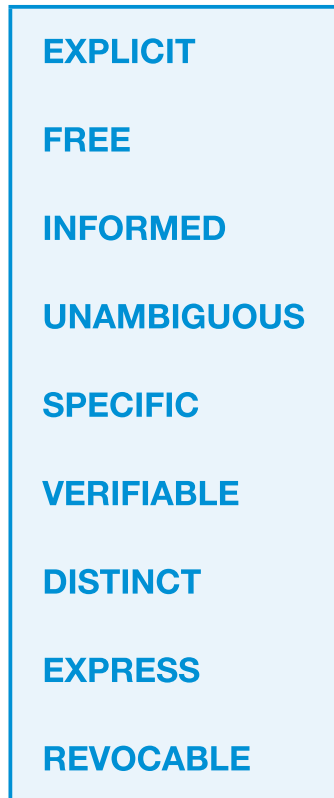 EXPLICIT
FREE
INFORMED
UNAMBIGUOUS
SPECIFIC
VERIFIABLE
DISTINCT
EXPRESS
REVOCABLE